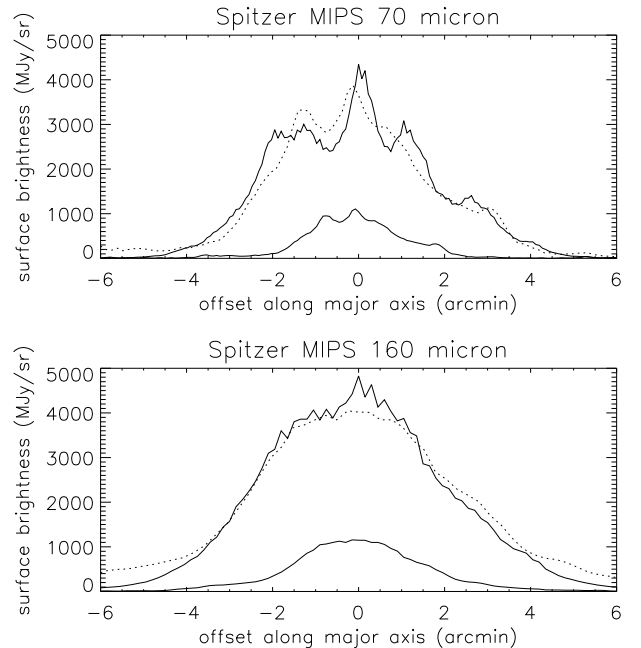 Spitzer MIPS 70 micron
5000
4000
3000
2000
1000
0
surface brightness (MJy/sr)
−6 −4 −2 0 2 4 6
offset along major axis (arcmin)
Spitzer MIPS 160 micron
5000
4000
3000
2000
1000
0
surface brightness (MJy/sr)
−6 −4 −2 0 2 4 6
offset along major axis (arcmin)